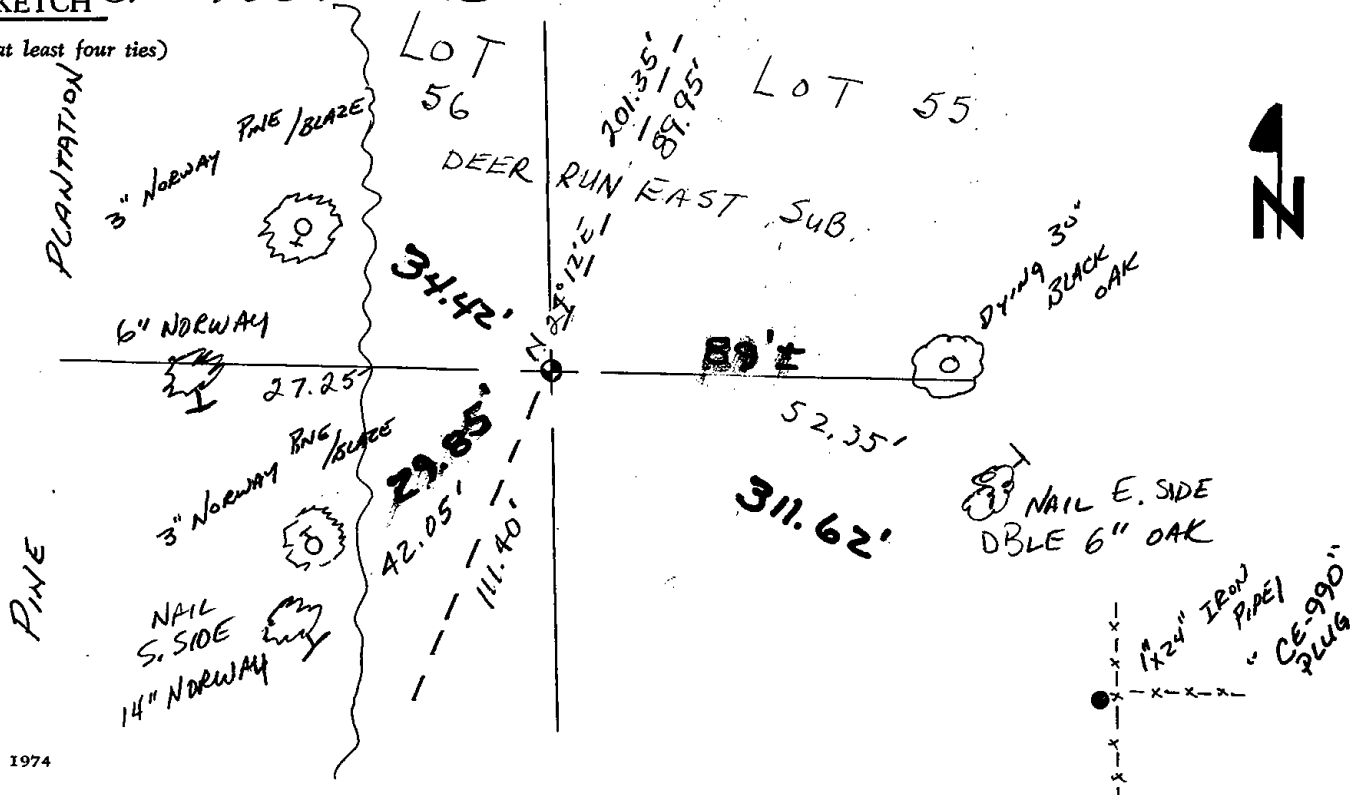 SKETCH
at least four ties)
PLANTATION
LOT
56
LOT 55
201.35'
89.95'
3" NORWAY PINE/BLAZE
DEER RUN EAST SUB.
N
DYING 30"
BLACK
OAK
34.42'
6" NORWAY
27.25'
89'±
52.35'
3" NORWAY PINE/BLAZE
29.85'
42.05'
111.40'
311.62'
NAIL E. SIDE
DBLE 6" OAK
PINE
NAIL
S. SIDE
14" NORWAY
1"x24" IRON
PIPE/
"CE-990"
PLUG
1974